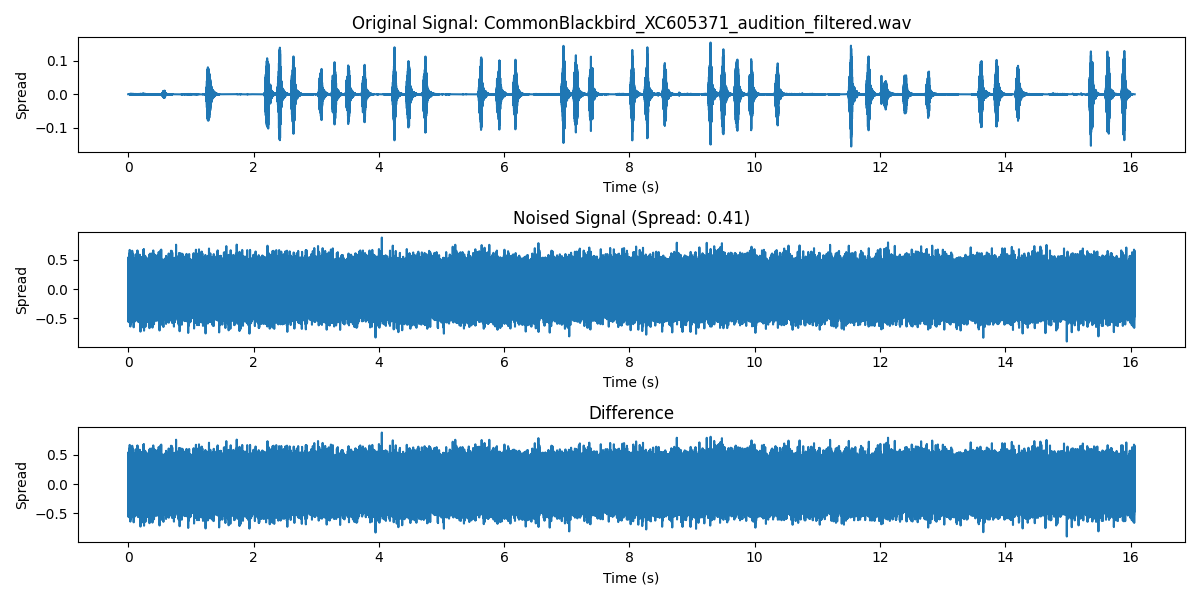 Original Signal: CommonBlackbird_XC605371_audition_filtered.wav
Spread
0.1
0.0
−0.1
0 2 4 6 8 10 12 14 16
Time (s)
Noised Signal (Spread: 0.41)
Spread
0.5
0.0
−0.5
0 2 4 6 8 10 12 14 16
Time (s)
Difference
Spread
0.5
0.0
−0.5
0 2 4 6 8 10 12 14 16
Time (s)